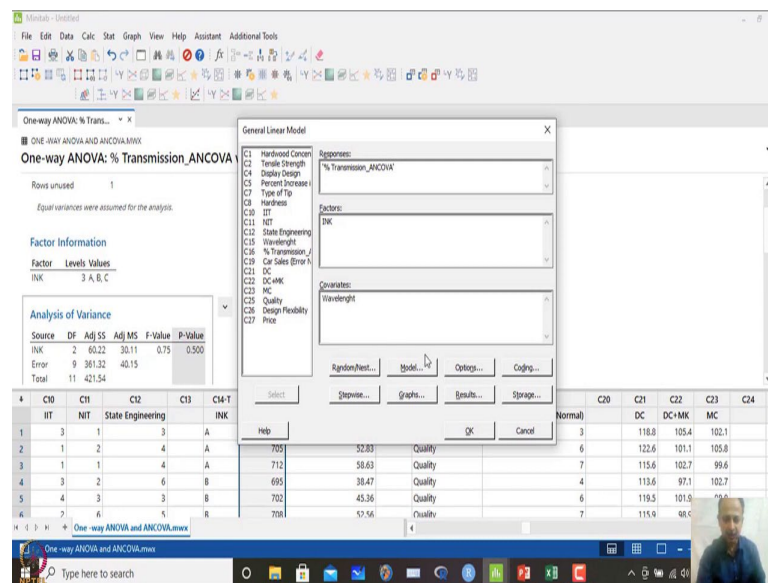 Minitab - Untitled
File Edit Data Calc Stat Graph View Help Assistant Additional Tools
One-way ANOVA: % Trans...
ONE -WAY ANOVA AND ANCOVA.MWX
One-way ANOVA: % Transmission_ANCOVA
Rows unused 1
Equal variances were assumed for the analysis.
Factor Information
Factor Levels Values
INK 3 A, B, C
Analysis of Variance
Source DF Adj SS Adj MS F-Value P-Value
INK 2 60.22 30.11 0.75 0.500
Error 9 361.32 40.15
Total 11 421.54
General Linear Model X
C1 Hardwood Concen
C2 Tensile Strength
C4 Display Design
C5 Percent Increase i
C7 Type of Tip
C8 Hardness
C10 IIT
C11 NIT
C12 State Engineering
C15 Wavelenght
C16 % Transmission_/
C19 Car Sales (Error N
C21 DC
C22 DC+MK
C23 MC
C25 Quality
C26 Design Flexibility
C27 Price
Responses:
'% Transmission_ANCOVA'
Factors:
INK
Covariates:
Wavelenght
Random/Nest... Model... Options... Coding...
Select Stepwise... Graphs... Results... Storage...
Help OK Cancel
C10 C11 C12 C13 C14-T C20 C21 C22 C23 C24
IIT NIT State Engineering INK Normal) DC DC+MK MC
1 3 1 3 A 3 118.8 105.4 102.1
2 1 2 4 A 705 52.83 Quality 6 122.6 101.1 105.8
3 1 1 4 A 712 58.63 Quality 7 115.6 102.7 99.6
4 3 2 6 B 695 38.47 Quality 4 113.6 97.1 102.7
5 4 3 3 B 702 45.36 Quality 6 119.5 101.9
6 2 6 5 B 708 52.56 Quality 7 115.9 98.9
One -way ANOVA and ANCOVA.mwx
One-way ANOVA and ANCOVA.mwx
Type here to search
NPTEL